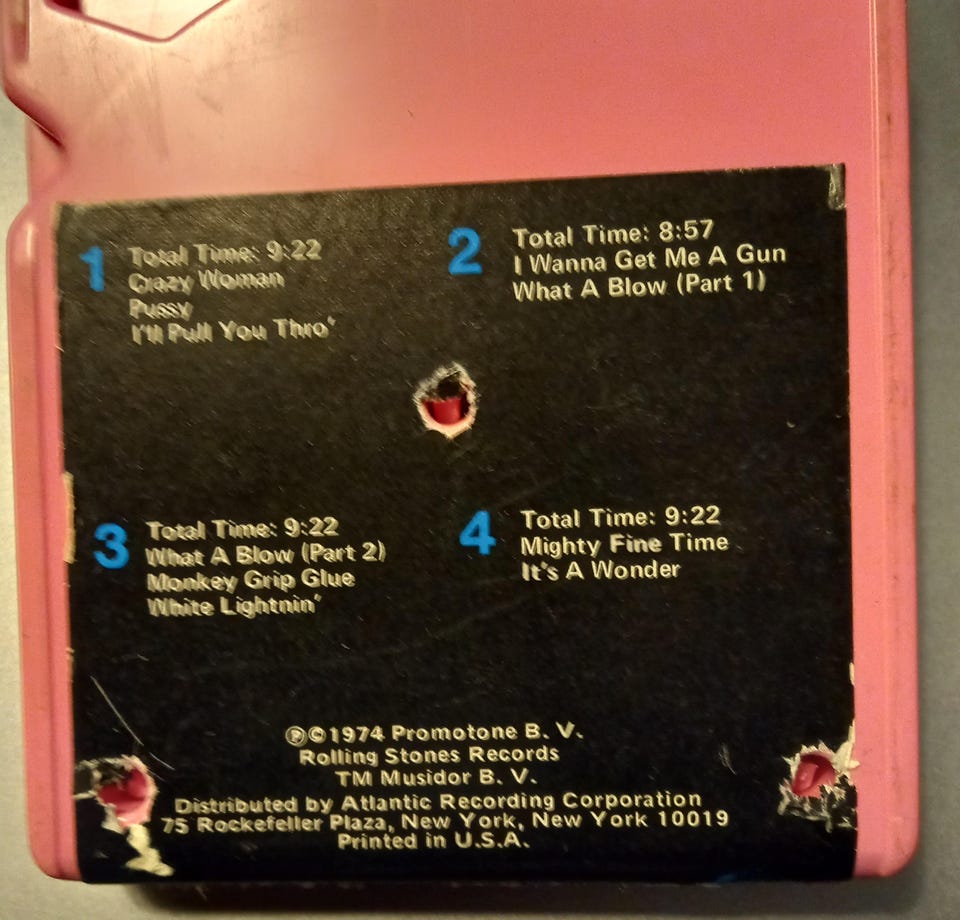 1 Total Time: 9:22
Crazy Woman
Pussy
I'll Pull You Thro'
2 Total Time: 8:57
I Wanna Get Me A Gun
What A Blow (Part 1)
3 Total Time: 9:22
What A Blow (Part 2)
Monkey Grip Glue
White Lightnin'
4 Total Time: 9:22
Mighty Fine Time
It's A Wonder
℗©1974 Promotone B. V.
Rolling Stones Records
TM Musidor B. V.
Distributed by Atlantic Recording Corporation
75 Rockefeller Plaza, New York, New York 10019
Printed in U.S.A.